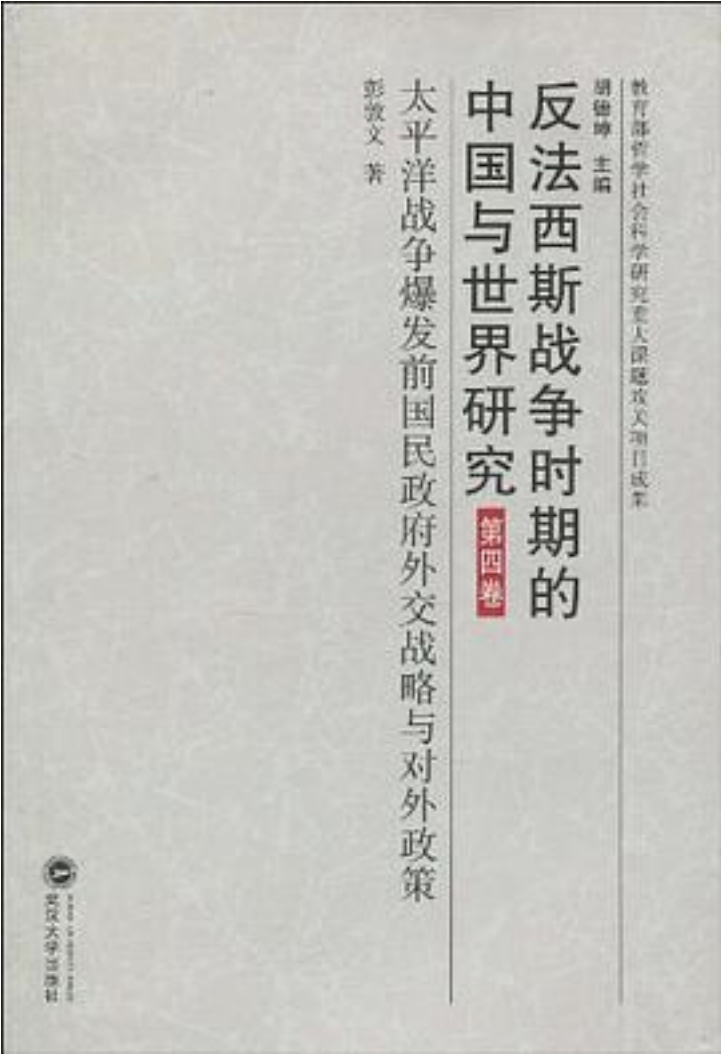 教育部哲学社会科学研究重大课题攻关项目成果
胡德坤 主编
反法西斯战争时期的
中国与世界研究 第四卷
太平洋战争爆发前国民政府外交战略与对外政策
彭敦文 著
武汉大学出版社